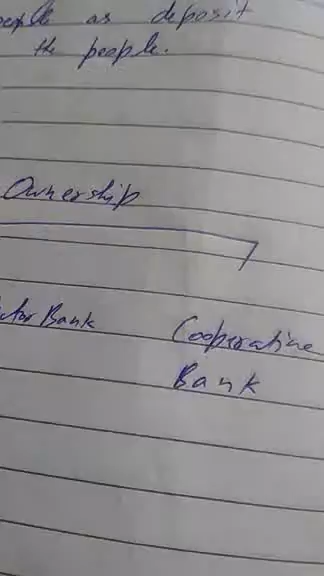 as deposit
the people.
Ownership
Bank
Cooperative
Bank